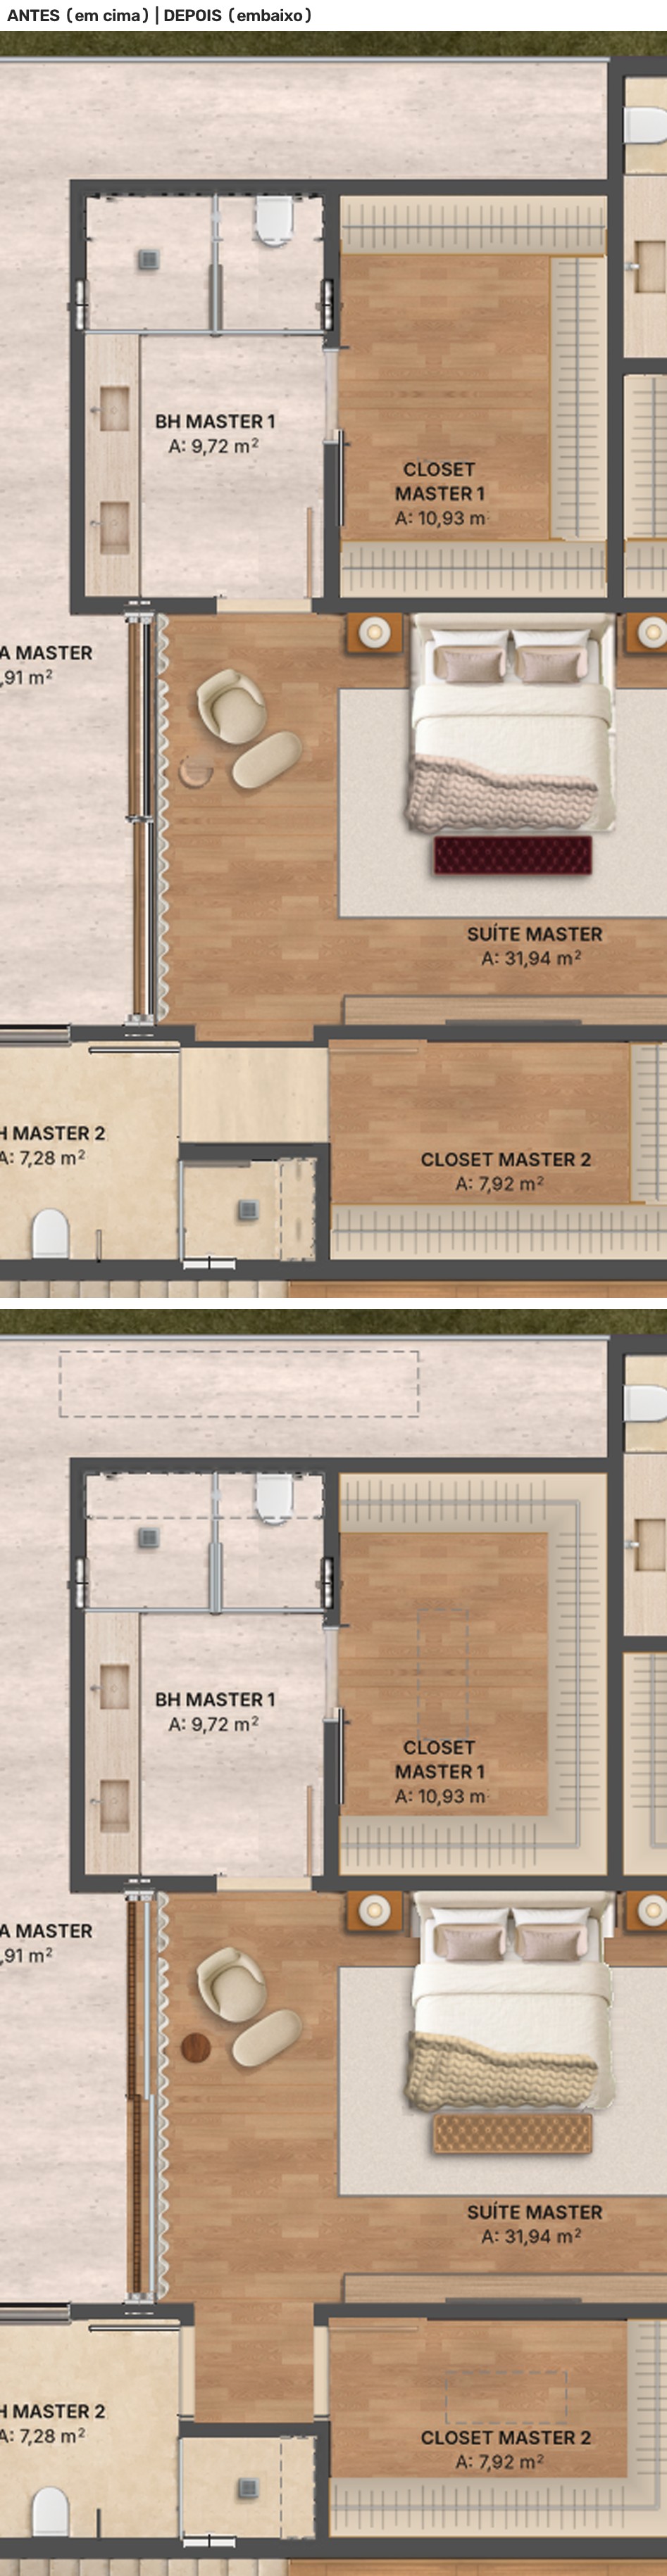 ANTES (em cima) | DEPOIS (embaixo)
BH MASTER 1
A: 9,72 m²
CLOSET
MASTER 1
A: 10,93 m
A MASTER
,91 m²
SUÍTE MASTER
A: 31,94 m²
H MASTER 2
A: 7,28 m²
CLOSET MASTER 2
A: 7,92 m²
BH MASTER 1
A: 9,72 m²
CLOSET
MASTER 1
A: 10,93 m
A MASTER
,91 m²
SUÍTE MASTER
A: 31,94 m²
H MASTER 2
A: 7,28 m²
CLOSET MASTER 2
A: 7,92 m²